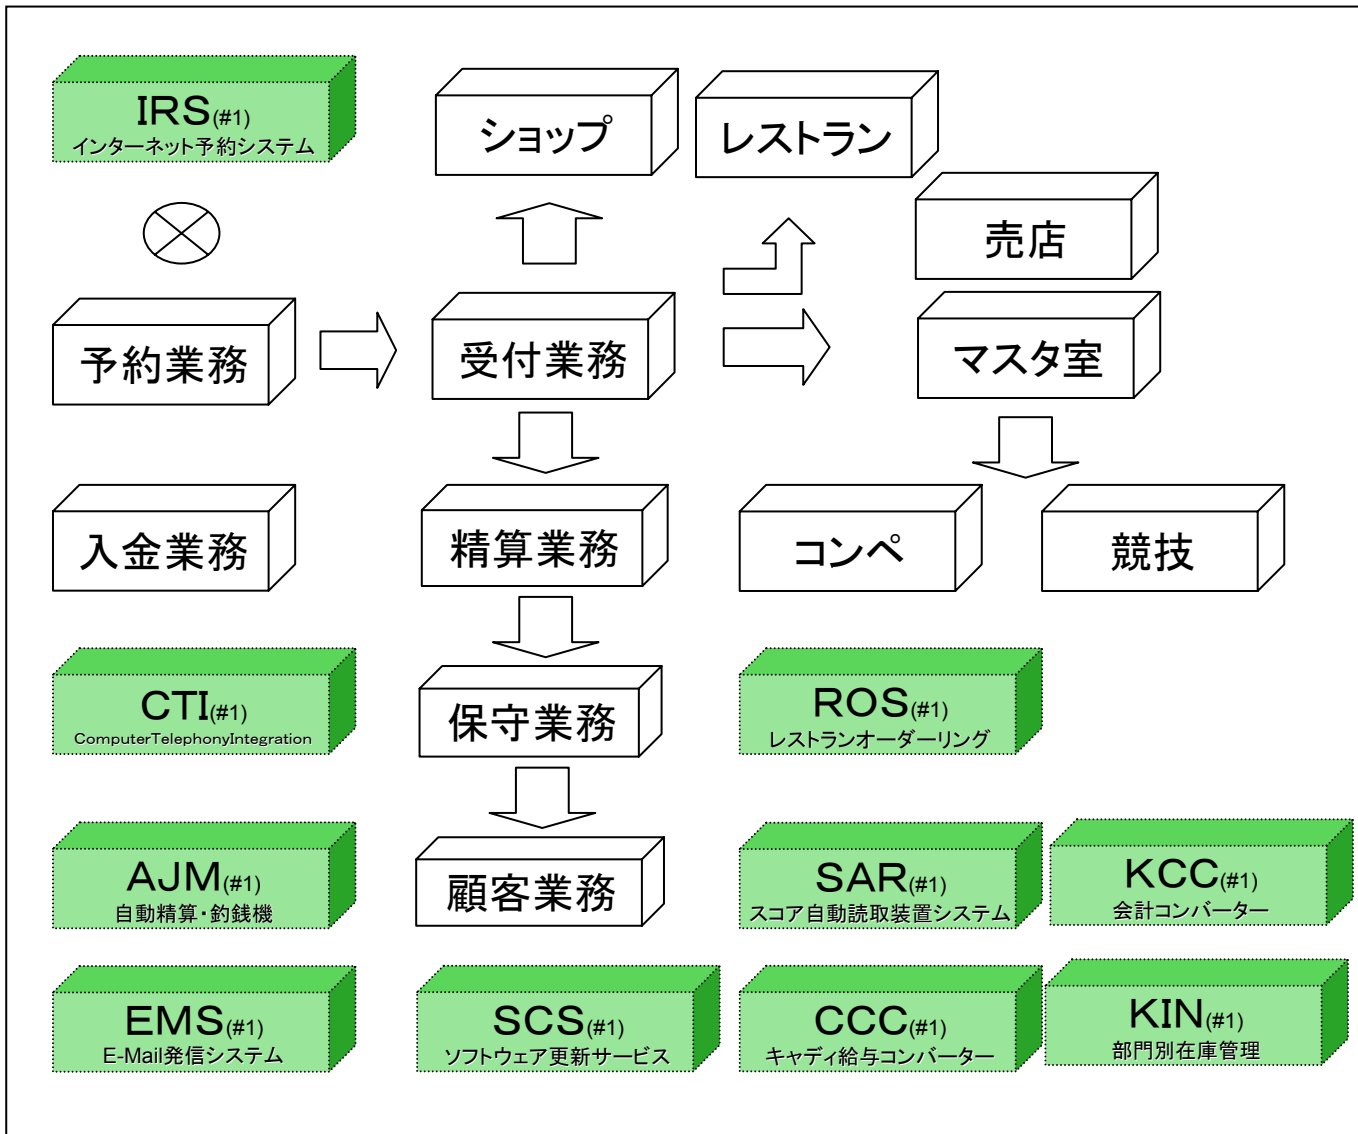 IRS(#1)
インターネット予約システム
ショップ
レストラン
売店
予約業務
受付業務
マスタ室
入金業務
精算業務
コンペ
競技
CTI(#1)
ComputerTelephonyIntegration
保守業務
ROS(#1)
レストランオーダーリング
AJM(#1)
自動精算・釣銭機
顧客業務
SAR(#1)
スコア自動読取装置システム
KCC(#1)
会計コンバーター
EMS(#1)
E-Mail発信システム
SCS(#1)
ソフトウェア更新サービス
CCC(#1)
キャディ給与コンバーター
KIN(#1)
部門別在庫管理